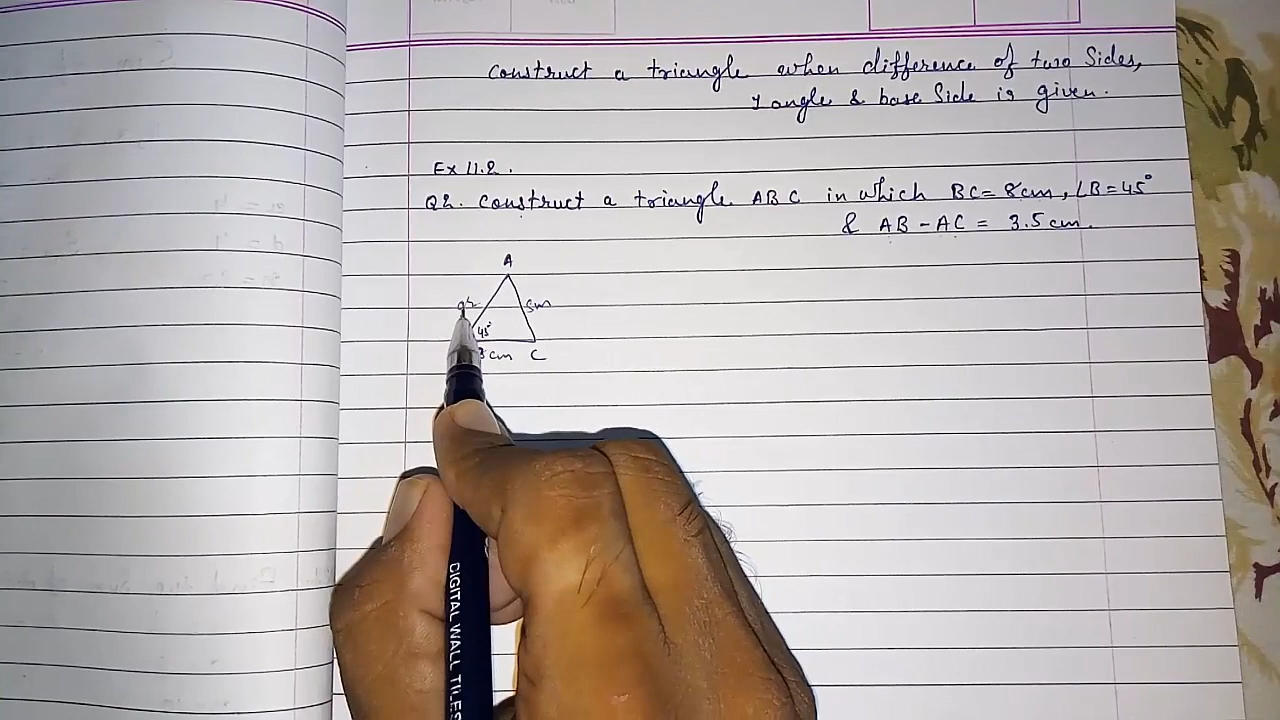 Construct a triangle when difference of two Sides,
1 angle & base Side is given.
Ex 11.2.
Q2. Construct a triangle ABC in which BC = 8cm, ∠B = 45°
& AB - AC = 3.5 cm.
A
45°
cm C
DIGITAL WALL TILES